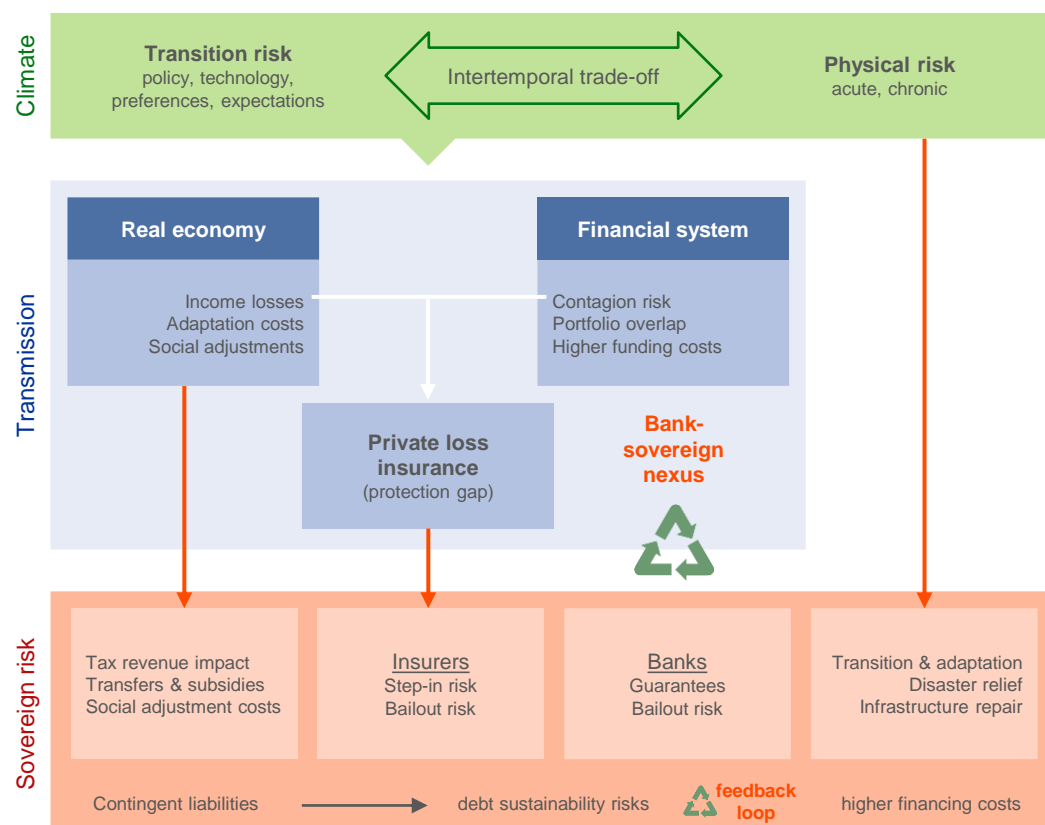 Climate
Transition risk
policy, technology,
preferences, expectations
Intertemporal trade-off
Physical risk
acute, chronic
Transmission
Real economy
Income losses
Adaptation costs
Social adjustments
Financial system
Contagion risk
Portfolio overlap
Higher funding costs
Private loss
insurance
(protection gap)
Bank-
sovereign
nexus
Sovereign risk
Tax revenue impact
Transfers & subsidies
Social adjustment costs
Insurers
Step-in risk
Bailout risk
Banks
Guarantees
Bailout risk
Transition & adaptation
Disaster relief
Infrastructure repair
Contingent liabilities
debt sustainability risks
feedback
loop
higher financing costs